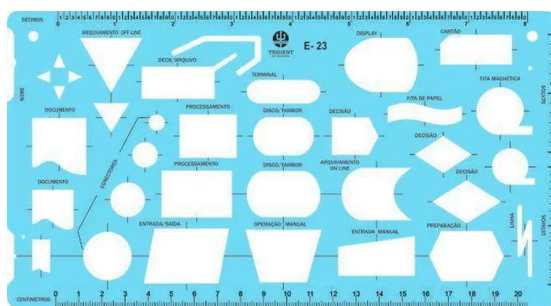 DÉCIMOS
0 1 2 3 4 5 6 7 8
ARQUIVAMENTO OFF-LINE
TRIDENT
E-23
DISPLAY
CARTÃO
DECK/ARQUIVO
TERMINAL
FITA MAGNÉTICA
SEXTOS
DOCUMENTO
PROCESSAMENTO
DISCO/TAMBOR
DECISÃO
FITA DE PAPEL
DECISÃO
CONECTORES
PROCESSAMENTO
DISCO/TAMBOR
ARQUIVAMENTO
ON LINE
DECISÃO
DOCUMENTO
ENTRADA/SAÍDA
OPERAÇÃO MANUAL
ENTRADA MANUAL
PREPARAÇÃO
LINHA
OITAVOS
CENTÍMETROS
0 1 2 3 4 5 6 7 8 9 10 11 12 13 14 15 16 17 18 19 20